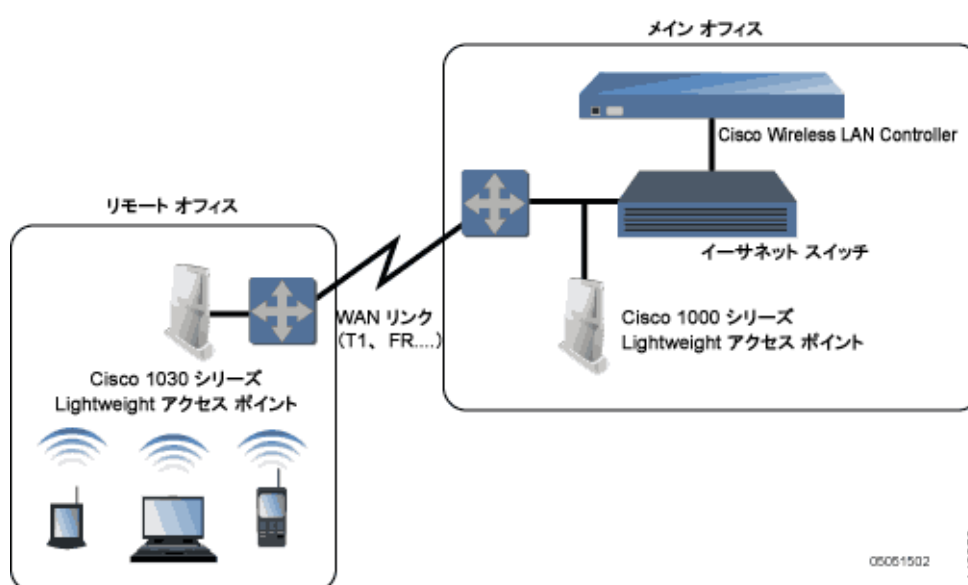 メイン オフィス
Cisco Wireless LAN Controller
リモート オフィス
イーサネット スイッチ
WAN リンク
(T1、FR....)
Cisco 1000 シリーズ
Lightweight アクセス ポイント
Cisco 1030 シリーズ
Lightweight アクセス ポイント
05051502